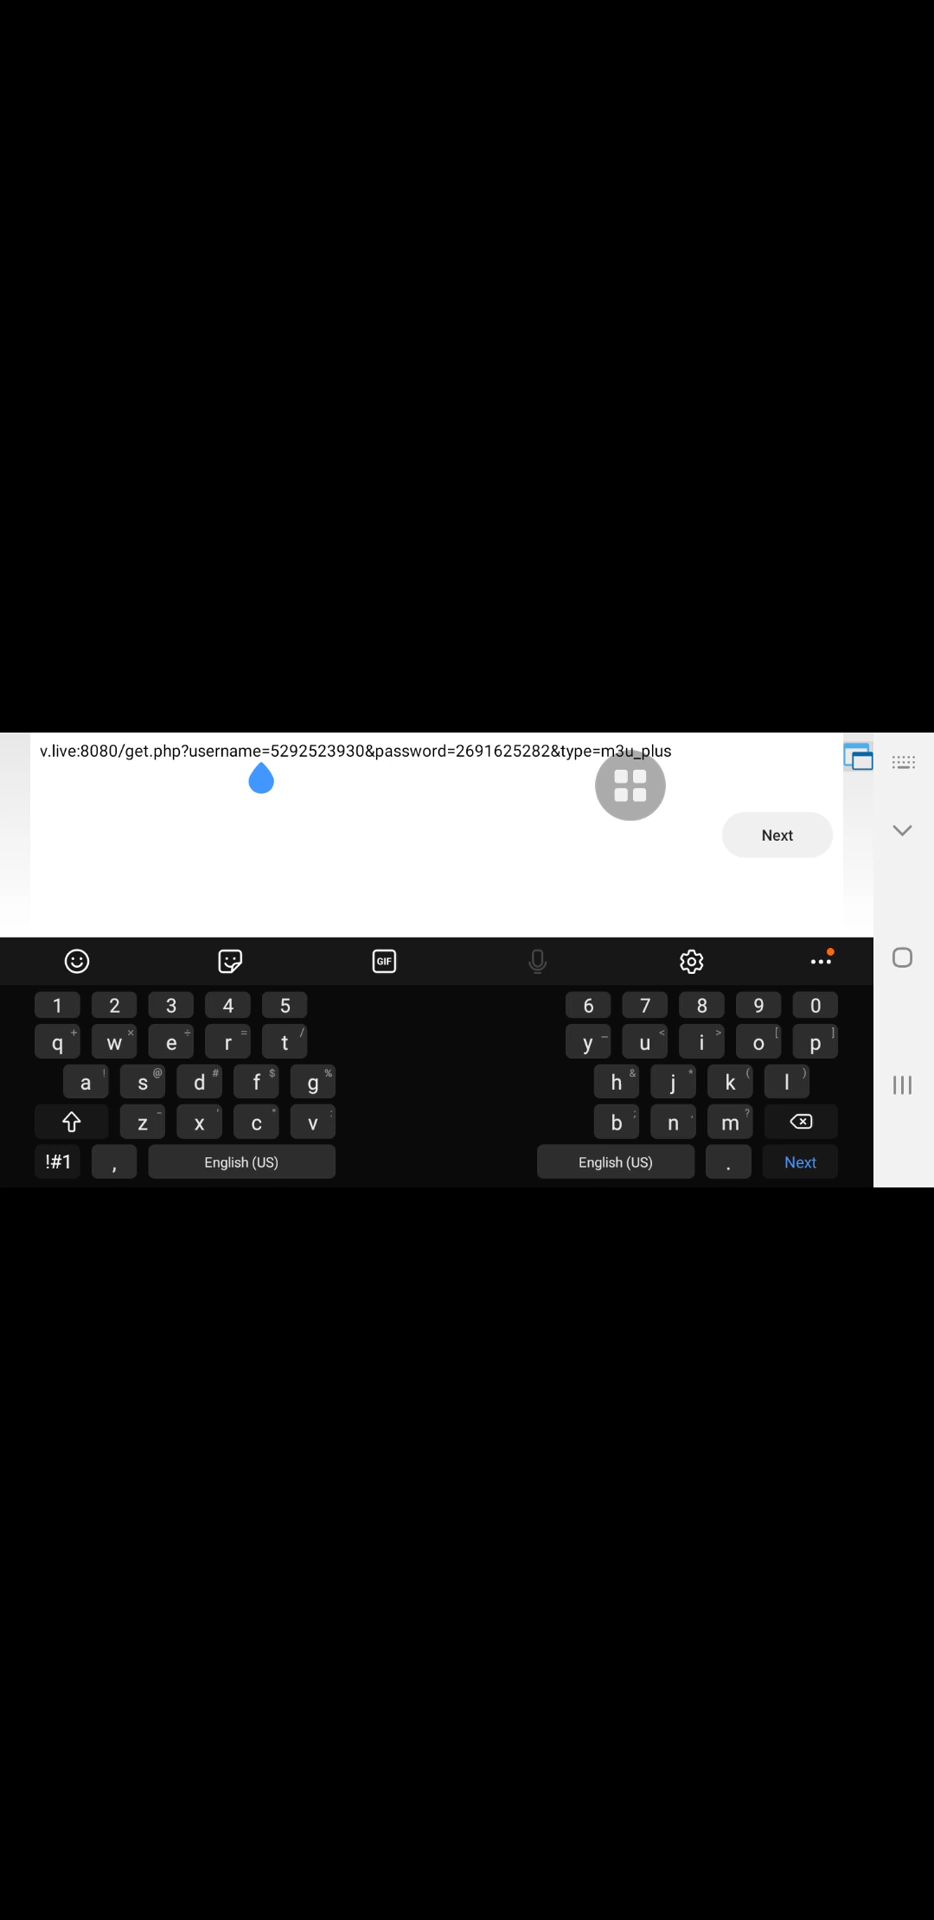 v.live:8080/get.php?username=5292523930&password=2691625282&type=m3u_plus
Next
GIF
1 2 3 4 5 6 7 8 9 0
q + w × e ÷ r = t / y _ u < i > o [ p ]
a ! s @ d # f $ g % h & j * k ( l )
z - x ' c " v : b ; n , m ?
!#1 , English (US) English (US) . Next